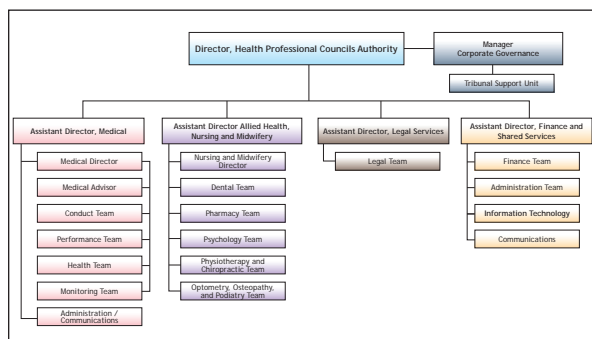 Director, Health Professional Councils Authority
Manager
Corporate Governance
Tribunal Support Unit
Assistant Director, Medical
Medical Director
Medical Advisor
Conduct Team
Performance Team
Health Team
Monitoring Team
Administration /
Communications
Assistant Director Allied Health,
Nursing and Midwifery
Nursing and Midwifery
Director
Dental Team
Pharmacy Team
Psychology Team
Physiotherapy and
Chiropractic Team
Optometry, Osteopathy,
and Podiatry Team
Assistant Director, Legal Services
Legal Team
Assistant Director, Finance and
Shared Services
Finance Team
Administration Team
Information Technology
Communications